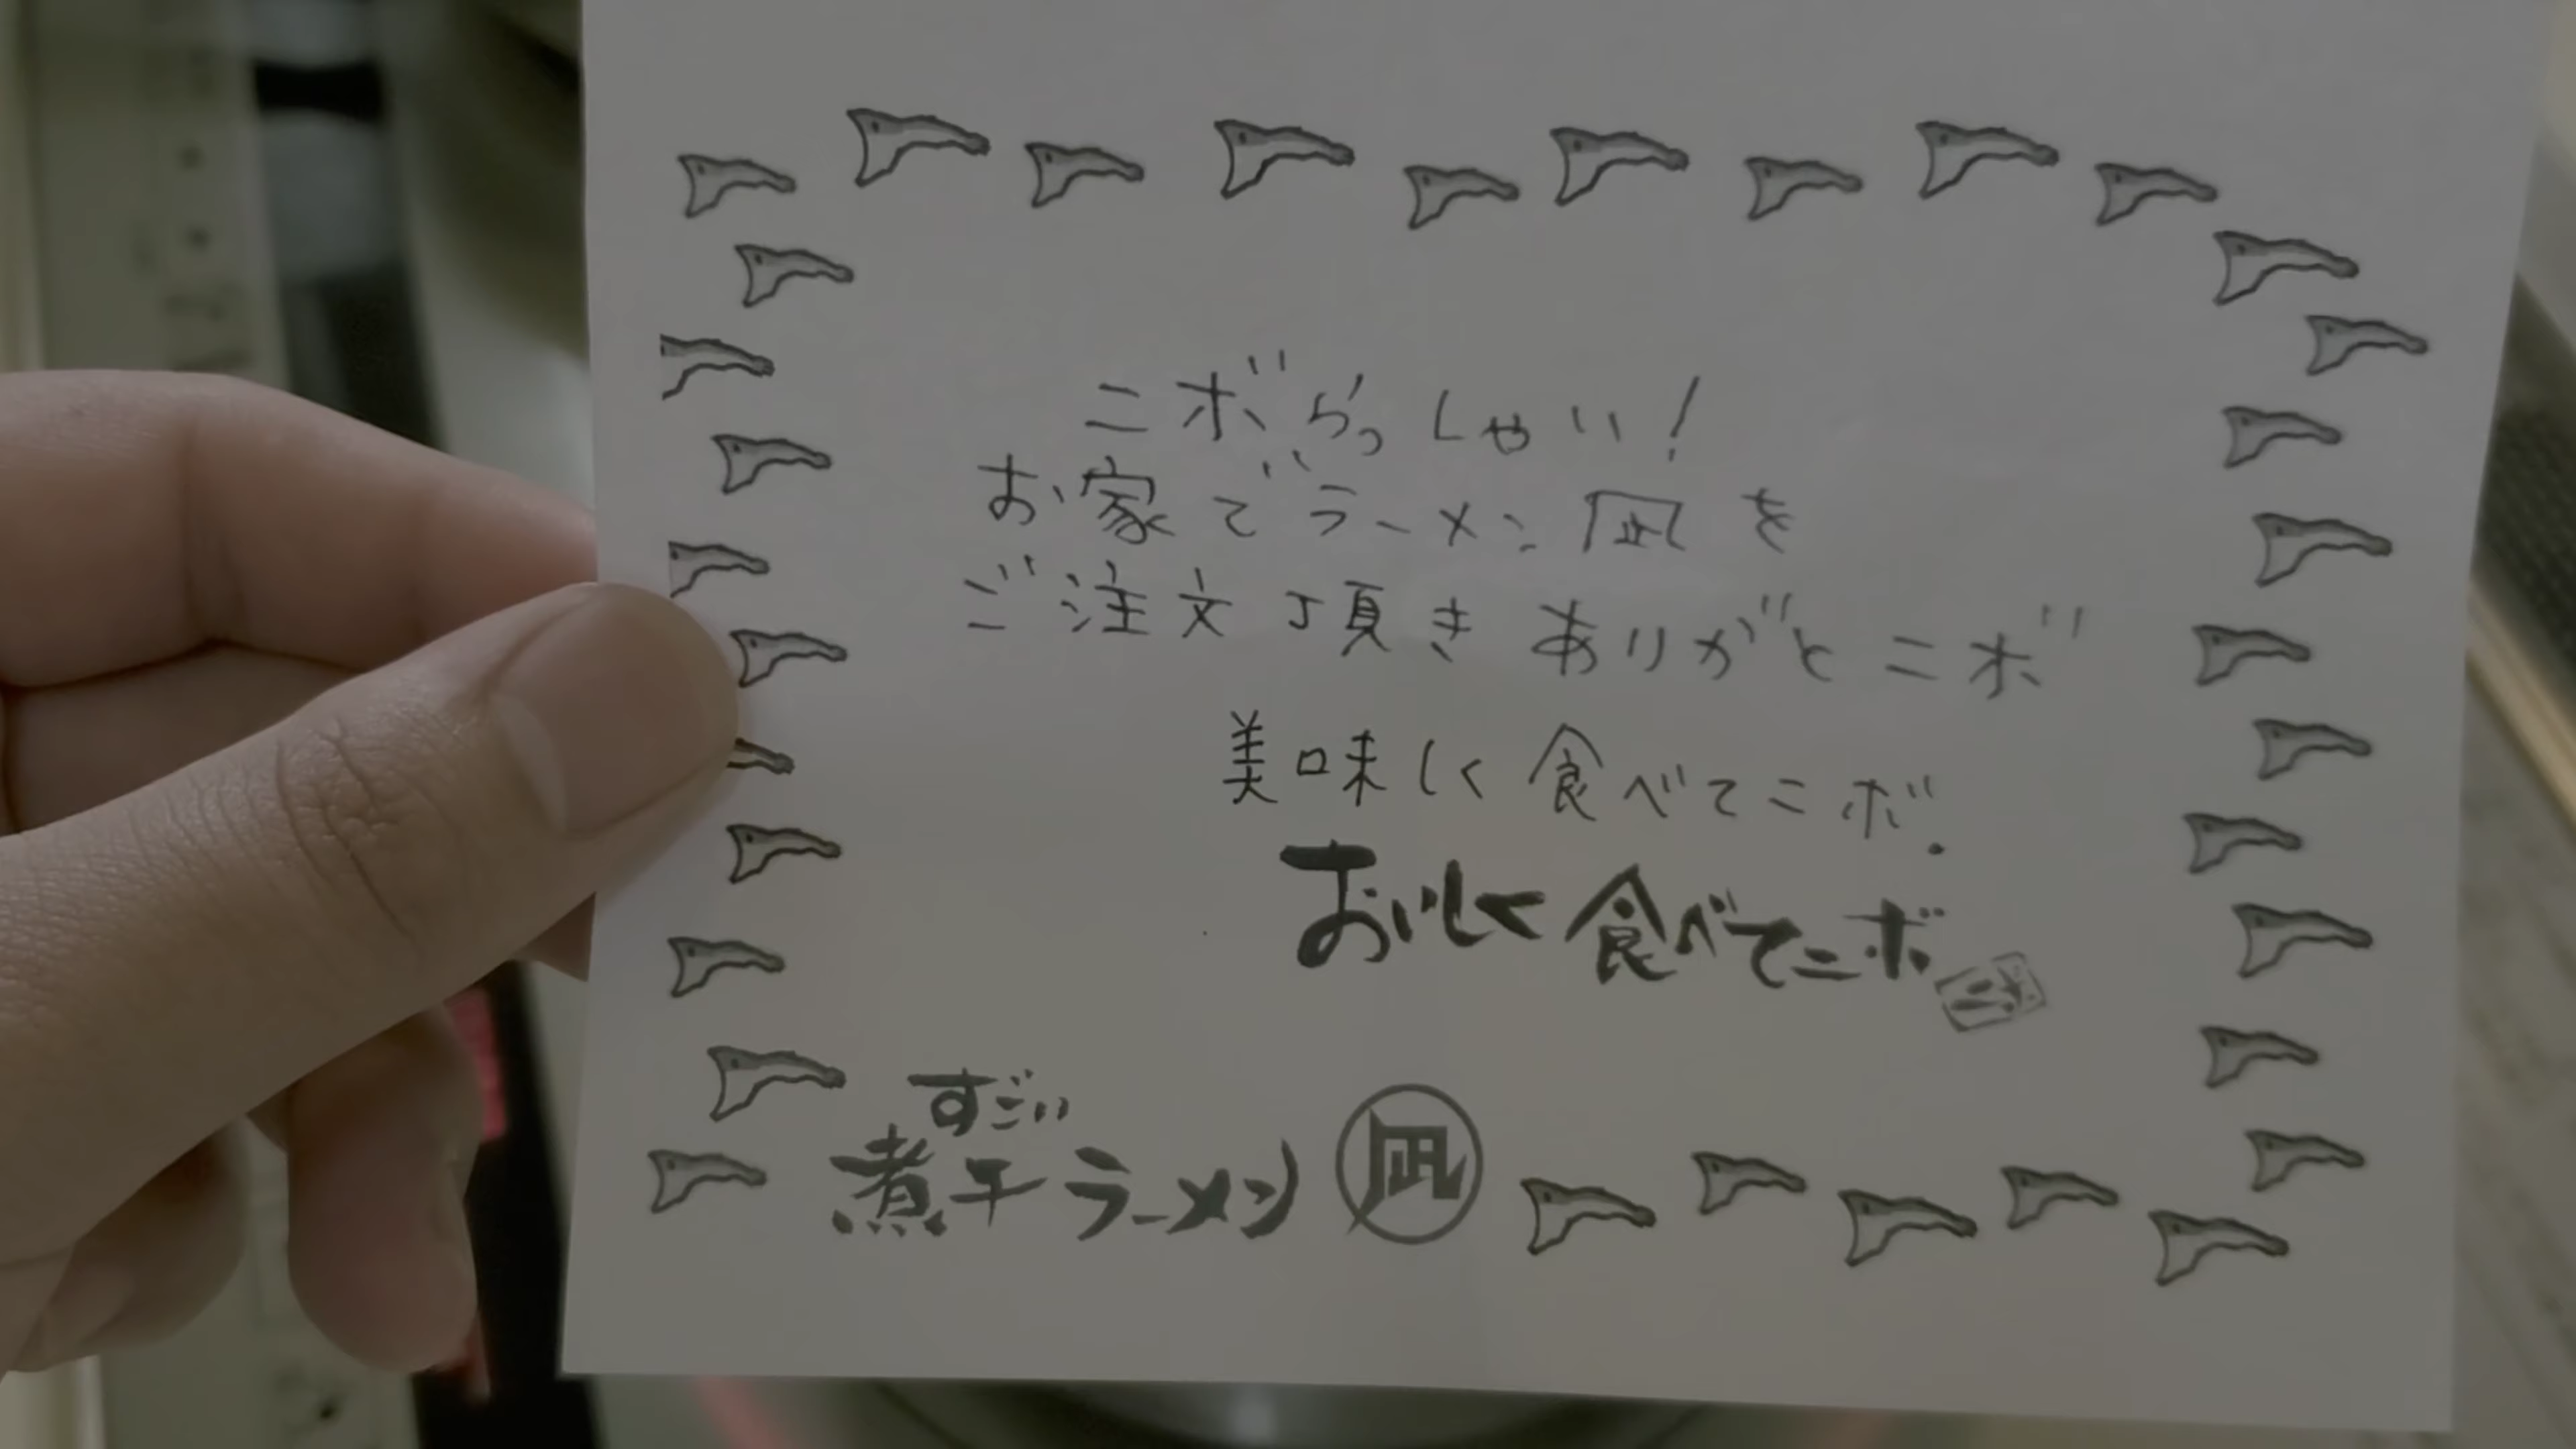 ニボらっしゃい!
お家でラーメン凪を
ご注文頂きありがとニボ
美味しく食べてニボ.
おいしく食べてニボ
すごい
煮干ラーメン 凪